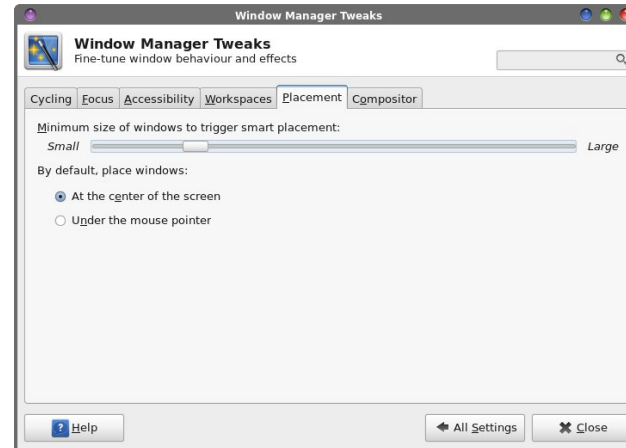 Window Manager Tweaks
Window Manager Tweaks
Fine-tune window behaviour and effects
Cycling Focus Accessibility Workspaces Placement Compositor
Minimum size of windows to trigger smart placement:
Small Large
By default, place windows:
At the center of the screen
Under the mouse pointer
? Help All Settings Close